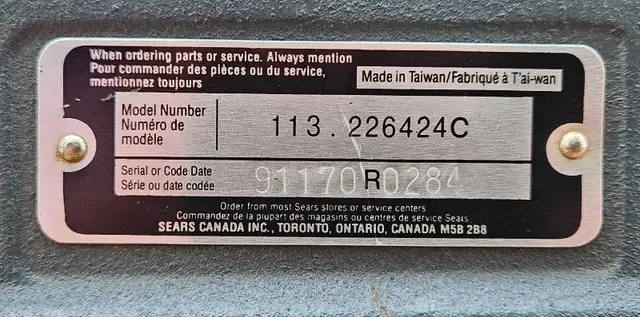 When ordering parts or service. Always mention
Pour commander des pièces ou du service,
mentionnez toujours
Made in Taiwan/Fabriqué à T'ai-wan
Model Number
Numéro de
modèle
113.226424C
Serial or Code Date
Série ou date codée
91170R0284
Order from most Sears stores or service centers
Commandez de la plupart des magasins ou centres de service Sears
SEARS CANADA INC., TORONTO, ONTARIO, CANADA M5B 2B8